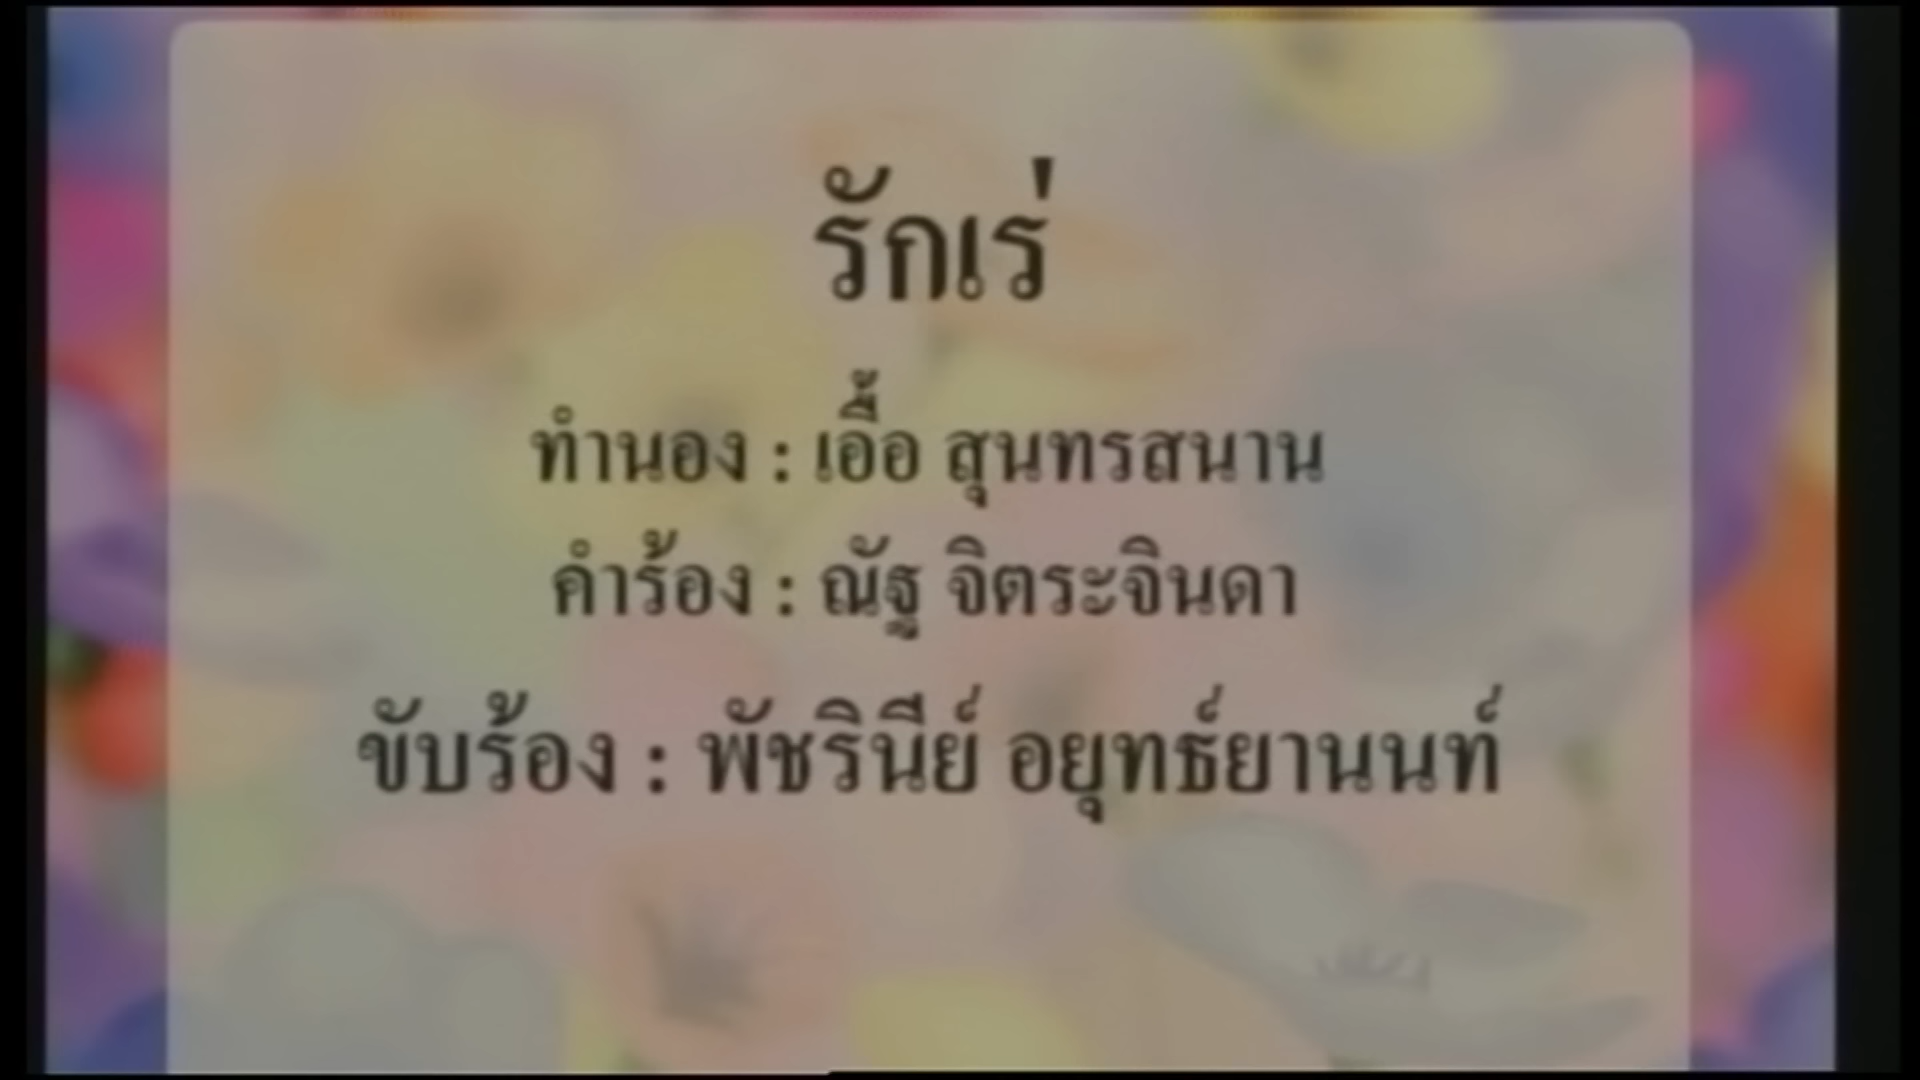 รักเร่
ทำนอง : เอื้อ สุนทรสนาน
คำร้อง : ณัฐ จิตระจินดา
ขับร้อง : พัชรินีย์ อยุทธ์ยานนท์